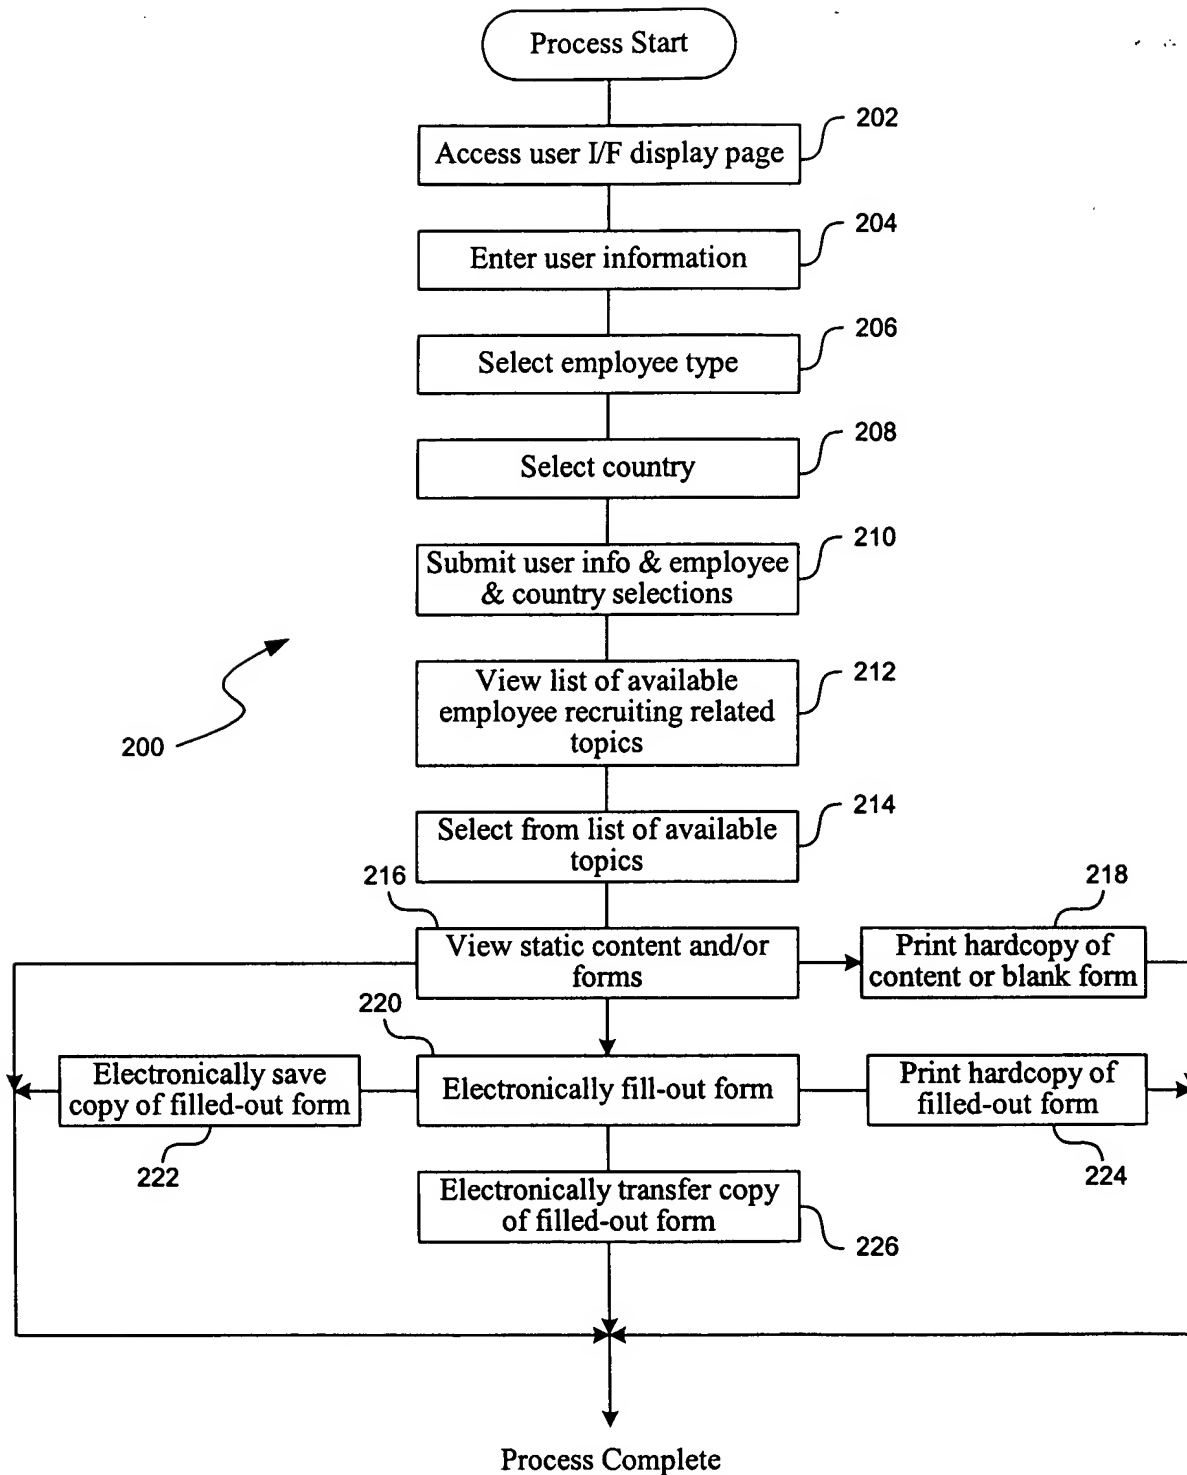 Process Start
202
Access user I/F display page
204
Enter user information
206
Select employee type
208
Select country
210
Submit user info & employee
& country selections
212
View list of available
employee recruiting related
topics
200
214
Select from list of available
topics
216
218
View static content and/or
forms
Print hardcopy of
content or blank form
220
Electronically save
copy of filled-out form
Electronically fill-out form
Print hardcopy of
filled-out form
222
224
Electronically transfer copy
of filled-out form
226
Process Complete